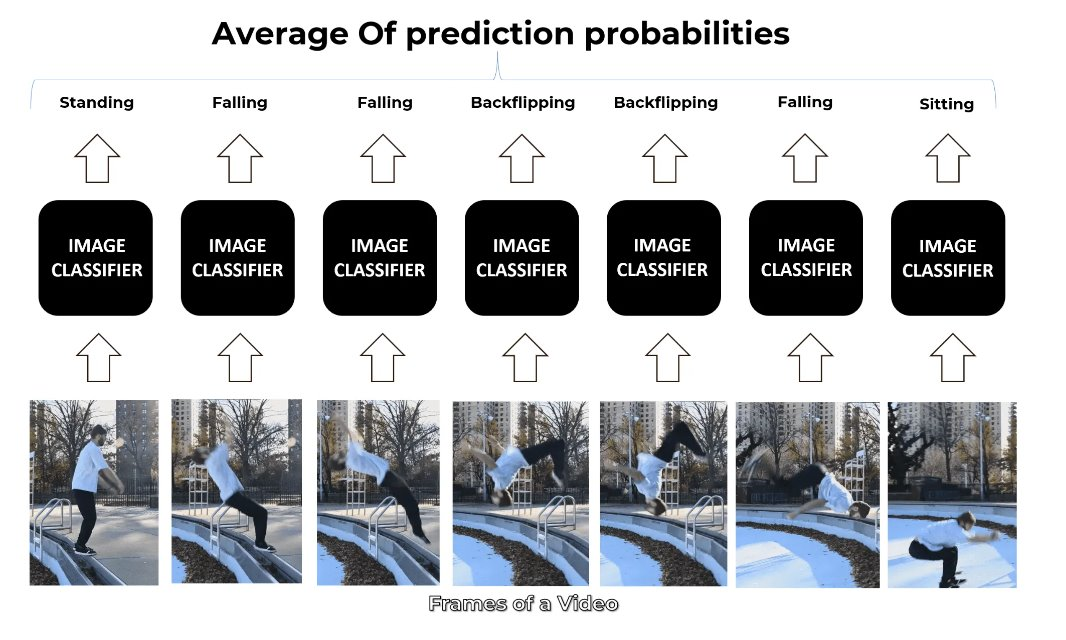 Average Of prediction probabilities
Standing
Falling
Falling
Backflipping
Backflipping
Falling
Sitting
IMAGE
CLASSIFIER
IMAGE
CLASSIFIER
IMAGE
CLASSIFIER
IMAGE
CLASSIFIER
IMAGE
CLASSIFIER
IMAGE
CLASSIFIER
IMAGE
CLASSIFIER
Frames of a Video